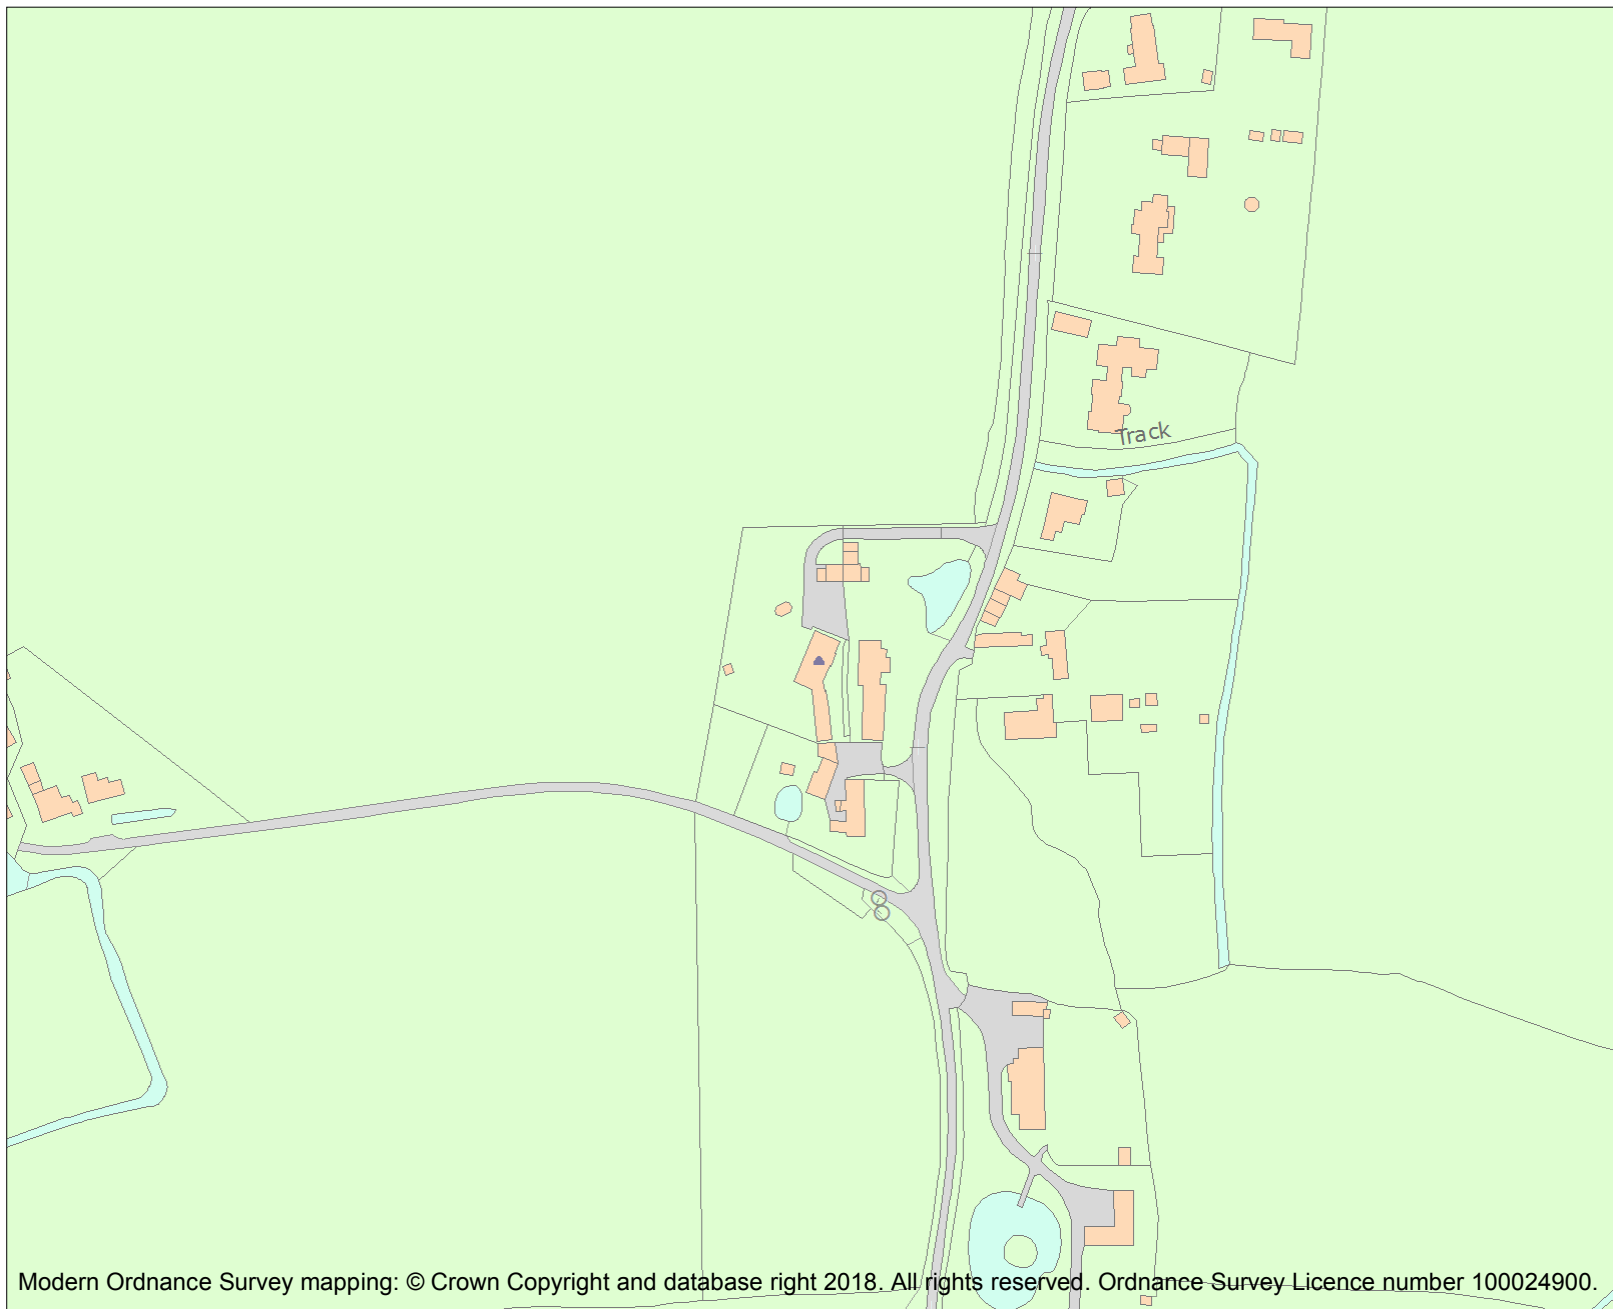 Track
Modern Ordnance Survey mapping: © Crown Copyright and database right 2018. All rights reserved. Ordnance Survey Licence number 100024900.